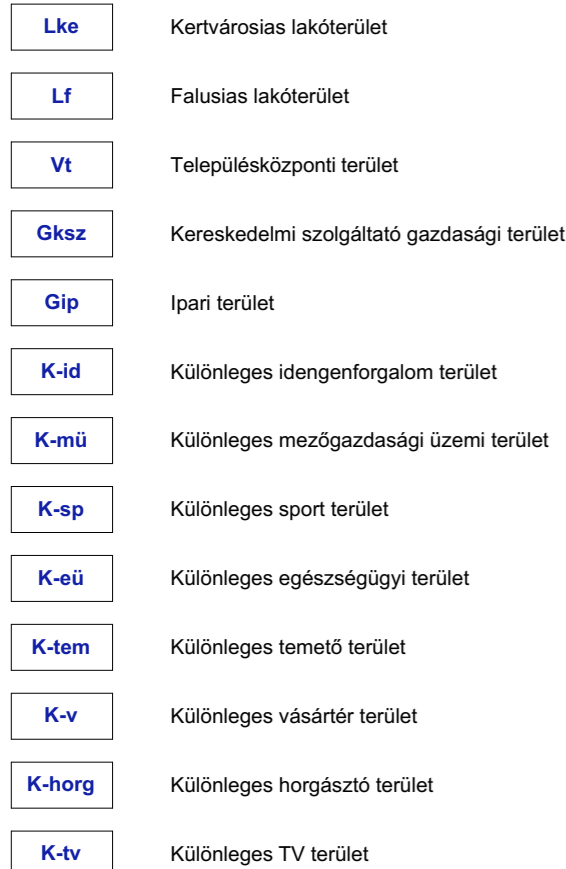 Lke Kertvárosias lakóterület
Lf Falusias lakóterület
Vt Településközponti terület
Gksz Kereskedelmi szolgáltató gazdasági terület
Gip Ipari terület
K-id Különleges idengenforgalom terület
K-mü Különleges mezőgazdasági üzemi terület
K-sp Különleges sport terület
K-eü Különleges egészségügyi terület
K-tem Különleges temető terület
K-v Különleges vásártér terület
K-horg Különleges horgásztó terület
K-tv Különleges TV terület